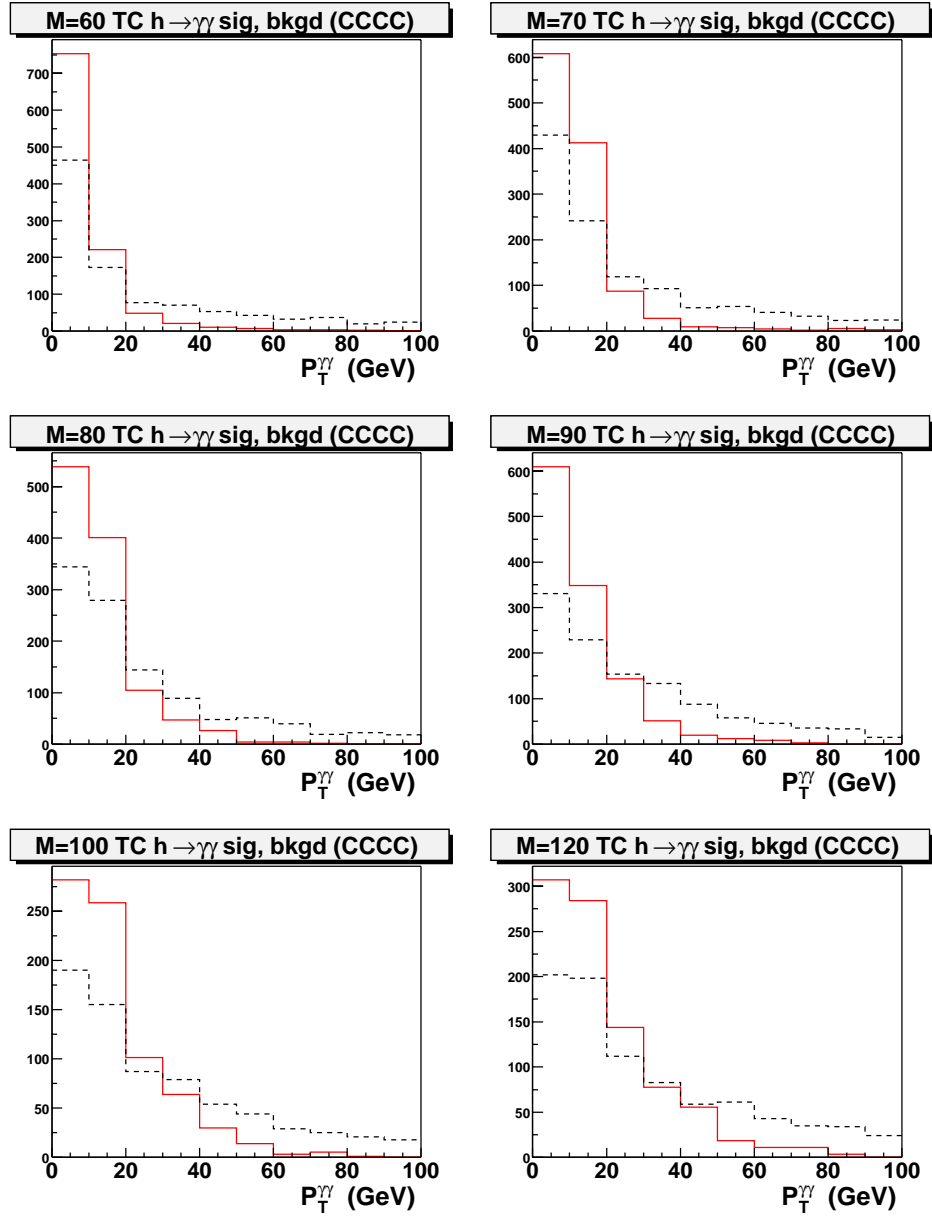 M=60 TC h→γγ sig, bkgd (CCCC)
700
600
500
400
300
200
100
0
0 20 40 60 80 100
P_T^γγ (GeV)
M=70 TC h→γγ sig, bkgd (CCCC)
600
500
400
300
200
100
0
0 20 40 60 80 100
P_T^γγ (GeV)
M=80 TC h→γγ sig, bkgd (CCCC)
500
400
300
200
100
0
0 20 40 60 80 100
P_T^γγ (GeV)
M=90 TC h→γγ sig, bkgd (CCCC)
600
500
400
300
200
100
0
0 20 40 60 80 100
P_T^γγ (GeV)
M=100 TC h→γγ sig, bkgd (CCCC)
250
200
150
100
50
0
0 20 40 60 80 100
P_T^γγ (GeV)
M=120 TC h→γγ sig, bkgd (CCCC)
300
250
200
150
100
50
0
0 20 40 60 80 100
P_T^γγ (GeV)